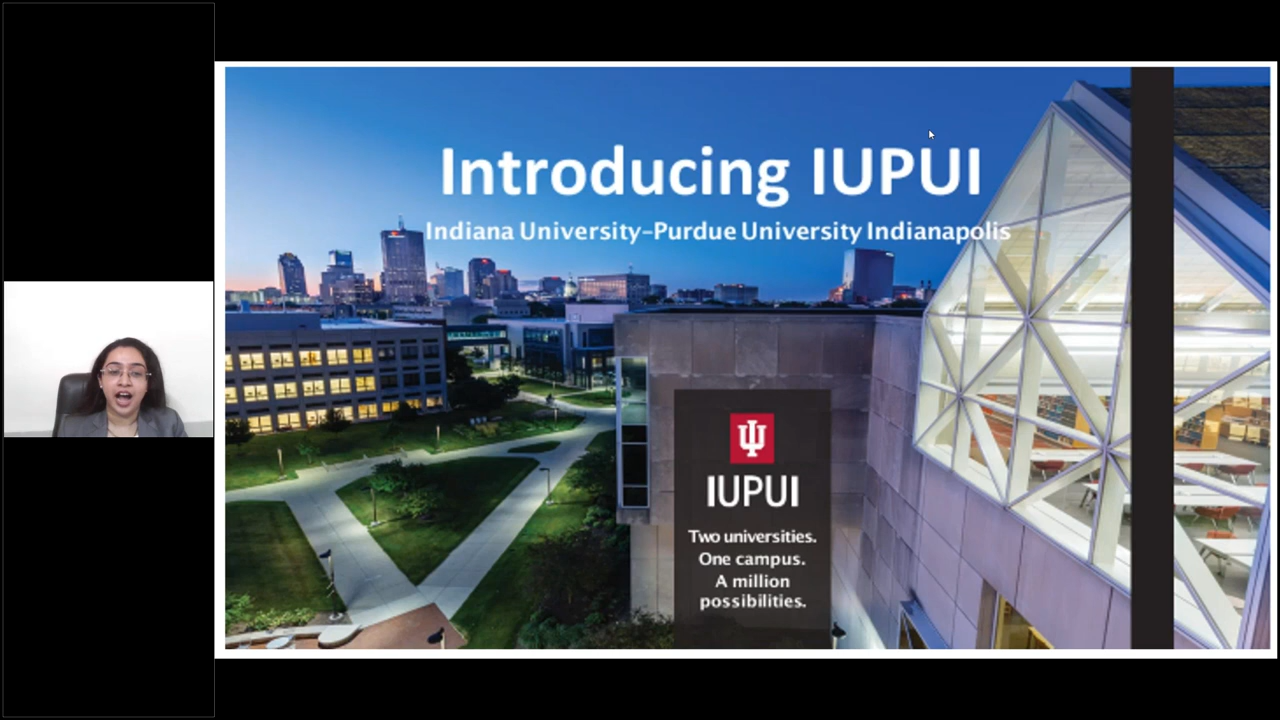 Introducing IUPUI
Indiana University–Purdue University Indianapolis
IUPUI
Two universities.
One campus.
A million
possibilities.